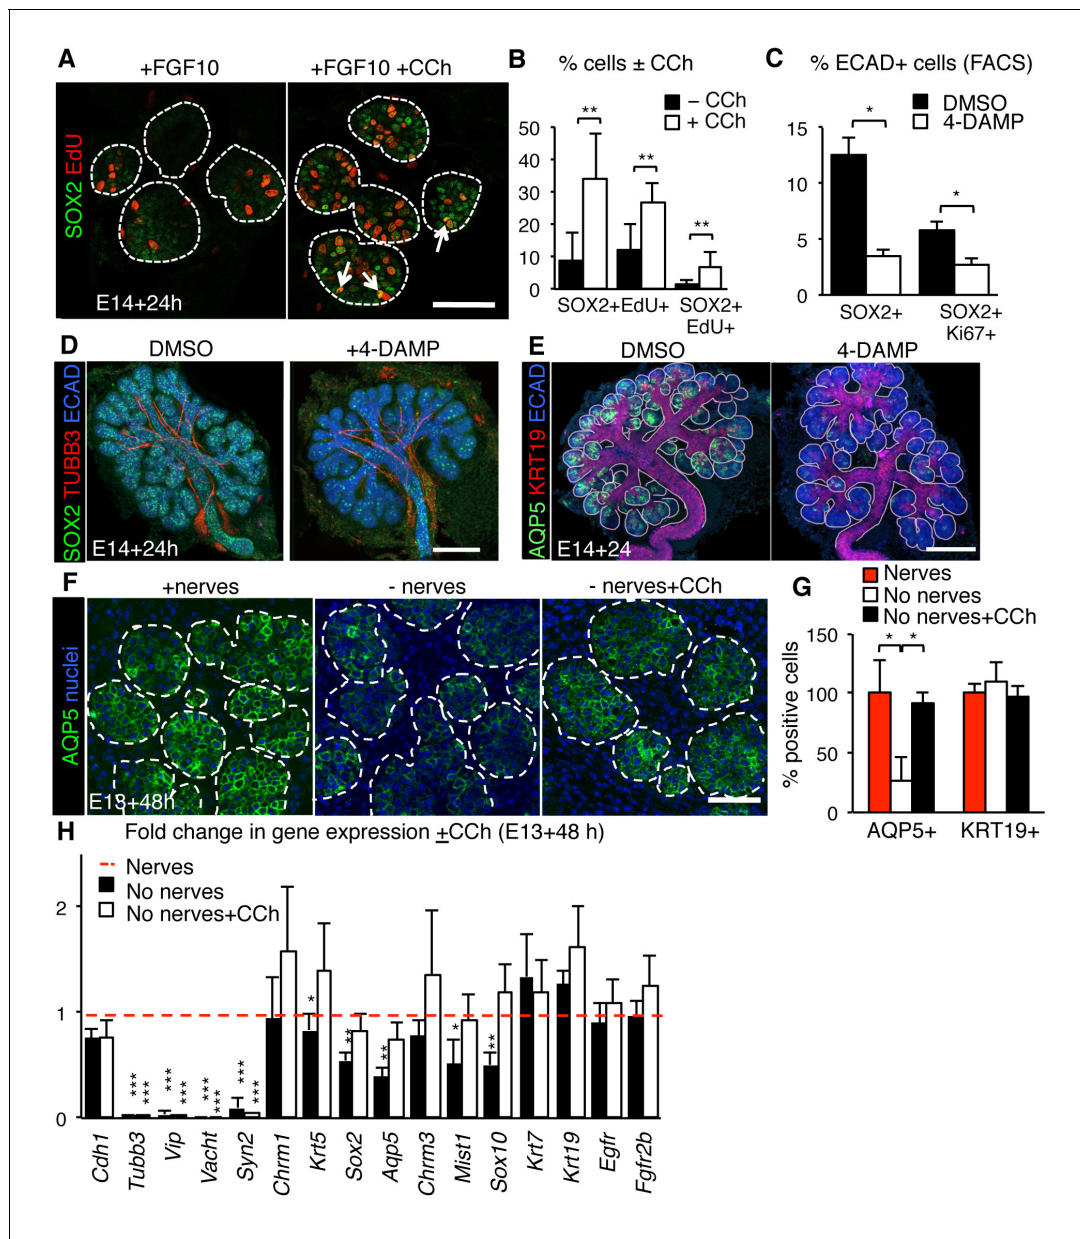 A
+FGF10
+FGF10 +CCh
SOX2 EdU
E14+24h
B
% cells ± CCh
− CCh
+ CCh
50
40
30
20
10
0
**
**
**
SOX2+
EdU+
SOX2+
EdU+
C
% ECAD+ cells (FACS)
DMSO
4-DAMP
15
10
5
0
*
*
SOX2+
SOX2+
Ki67+
D
DMSO
+4-DAMP
SOX2 TUBB3 ECAD
E14+24h
E
DMSO
4-DAMP
AQP5 KRT19 ECAD
E14+24
F
+nerves
- nerves
- nerves+CCh
AQP5 nuclei
E13+48h
G
Nerves
No nerves
No nerves+CCh
% positive cells
150
100
50
0
*
*
AQP5+
KRT19+
H
Fold change in gene expression ±CCh (E13+48 h)
Nerves
No nerves
No nerves+CCh
2
1
0
***
***
***
***
***
***
***
***
*
**
**
*
**
Cdh1
Tubb3
Vip
Vacht
Syn2
Chrm1
Krt5
Sox2
Aqp5
Chrm3
Mist1
Sox10
Krt7
Krt19
Egfr
Fgfr2b